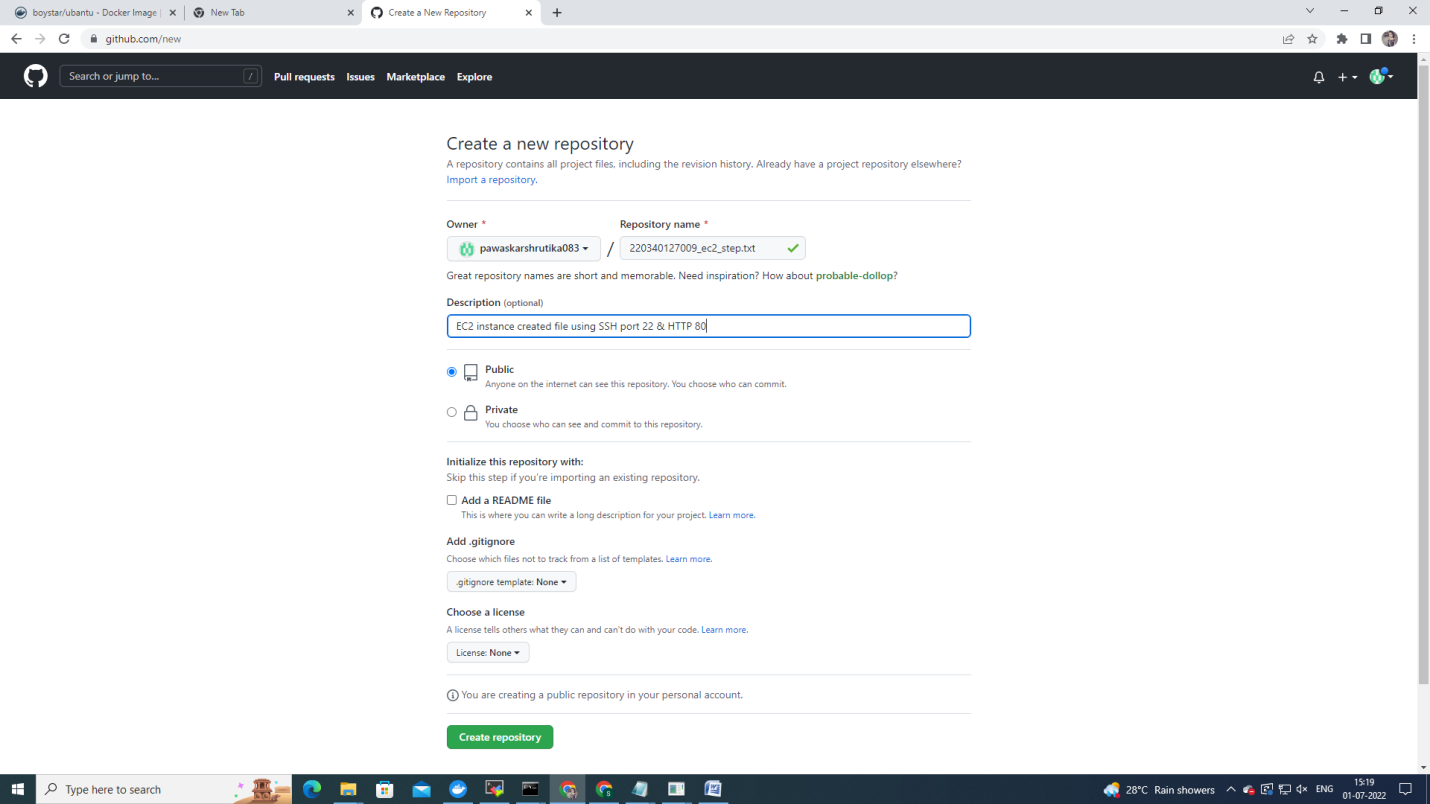 boystar/ubantu - Docker Image
New Tab
Create a New Repository
github.com/new
Search or jump to...
/
Pull requests
Issues
Marketplace
Explore
Create a new repository
A repository contains all project files, including the revision history. Already have a project repository elsewhere?
Import a repository.
Owner *
Repository name *
pawaskarshrutika083
/
220340127009_ec2_step.txt
Great repository names are short and memorable. Need inspiration? How about probable-dollop?
Description (optional)
EC2 instance created file using SSH port 22 & HTTP 80
Public
Anyone on the internet can see this repository. You choose who can commit.
Private
You choose who can see and commit to this repository.
Initialize this repository with:
Skip this step if you're importing an existing repository.
Add a README file
This is where you can write a long description for your project. Learn more.
Add .gitignore
Choose which files not to track from a list of templates. Learn more.
.gitignore template: None
Choose a license
A license tells others what they can and can't do with your code. Learn more.
License: None
You are creating a public repository in your personal account.
Create repository
Type here to search
28°C Rain showers
ENG
15:19
01-07-2022